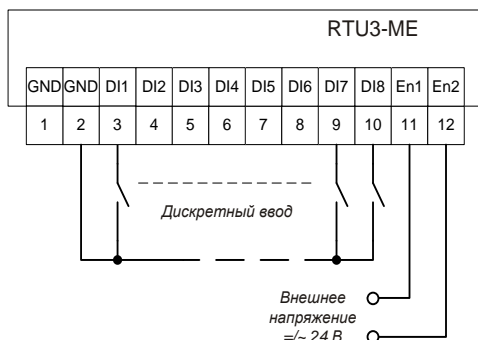 RTU3-ME
GND GND DI1 DI2 DI3 DI4 DI5 DI6 DI7 DI8 En1 En2
1 2 3 4 5 6 7 8 9 10 11 12
Дискретный ввод
Внешнее
напряжение
=/~ 24 В